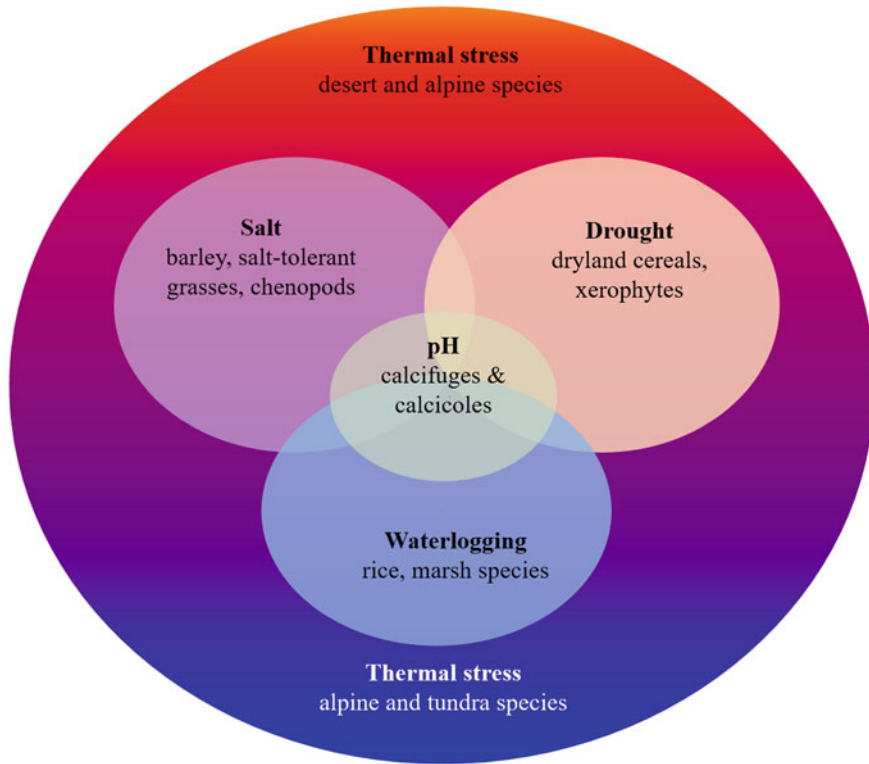 Thermal stress
desert and alpine species
Salt
barley, salt-tolerant
grasses, chenopods
Drought
dryland cereals,
xerophytes
pH
calcifuges &
calcicoles
Waterlogging
rice, marsh species
Thermal stress
alpine and tundra species